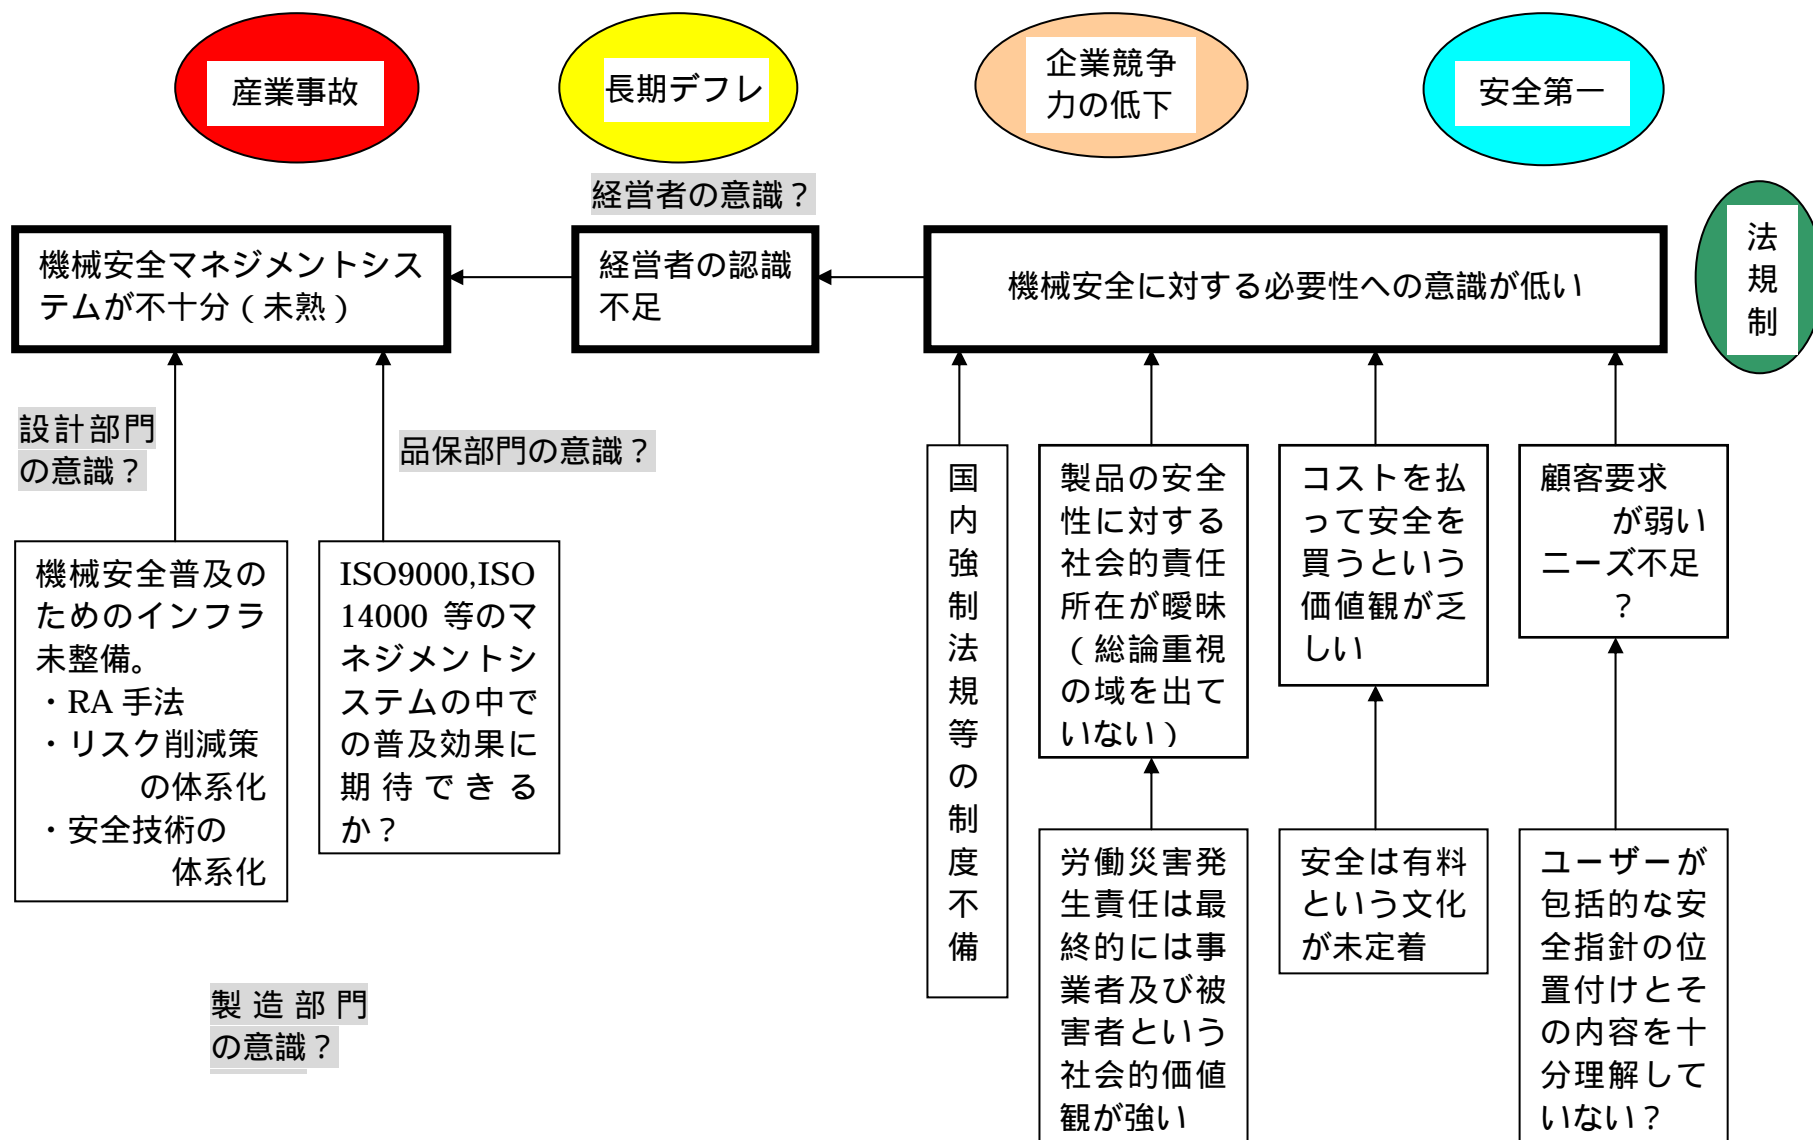 産業事故
長期デフレ
企業競争
力の低下
安全第一
経営者の意識？
法
規
制
機械安全マネジメントシス
テムが不十分（未熟）
経営者の認識
不足
機械安全に対する必要性への意識が低い
設計部門
の意識？
品保部門の意識？
機械安全普及の
ためのインフラ
未整備。
・RA 手法
・リスク削減策
の体系化
・安全技術の
体系化
ISO9000,ISO
14000 等のマ
ネジメントシ
ステムの中で
の普及効果に
期待できる
か？
国
内
強
制
法
規
等
の
制
度
不
備
製品の安全
性に対する
社会的責任
所在が曖昧
（総論重視
の域を出て
いない）
コストを払
って安全を
買うという
価値観が乏
しい
顧客要求
が弱い
ニーズ不足
？
労働災害発
生責任は最
終的には事
業者及び被
害者という
社会的価値
観が強い
安全は有料
という文化
が未定着
ユーザーが
包括的な安
全指針の位
置付けとそ
の内容を十
分理解して
いない？
製造部門
の意識？